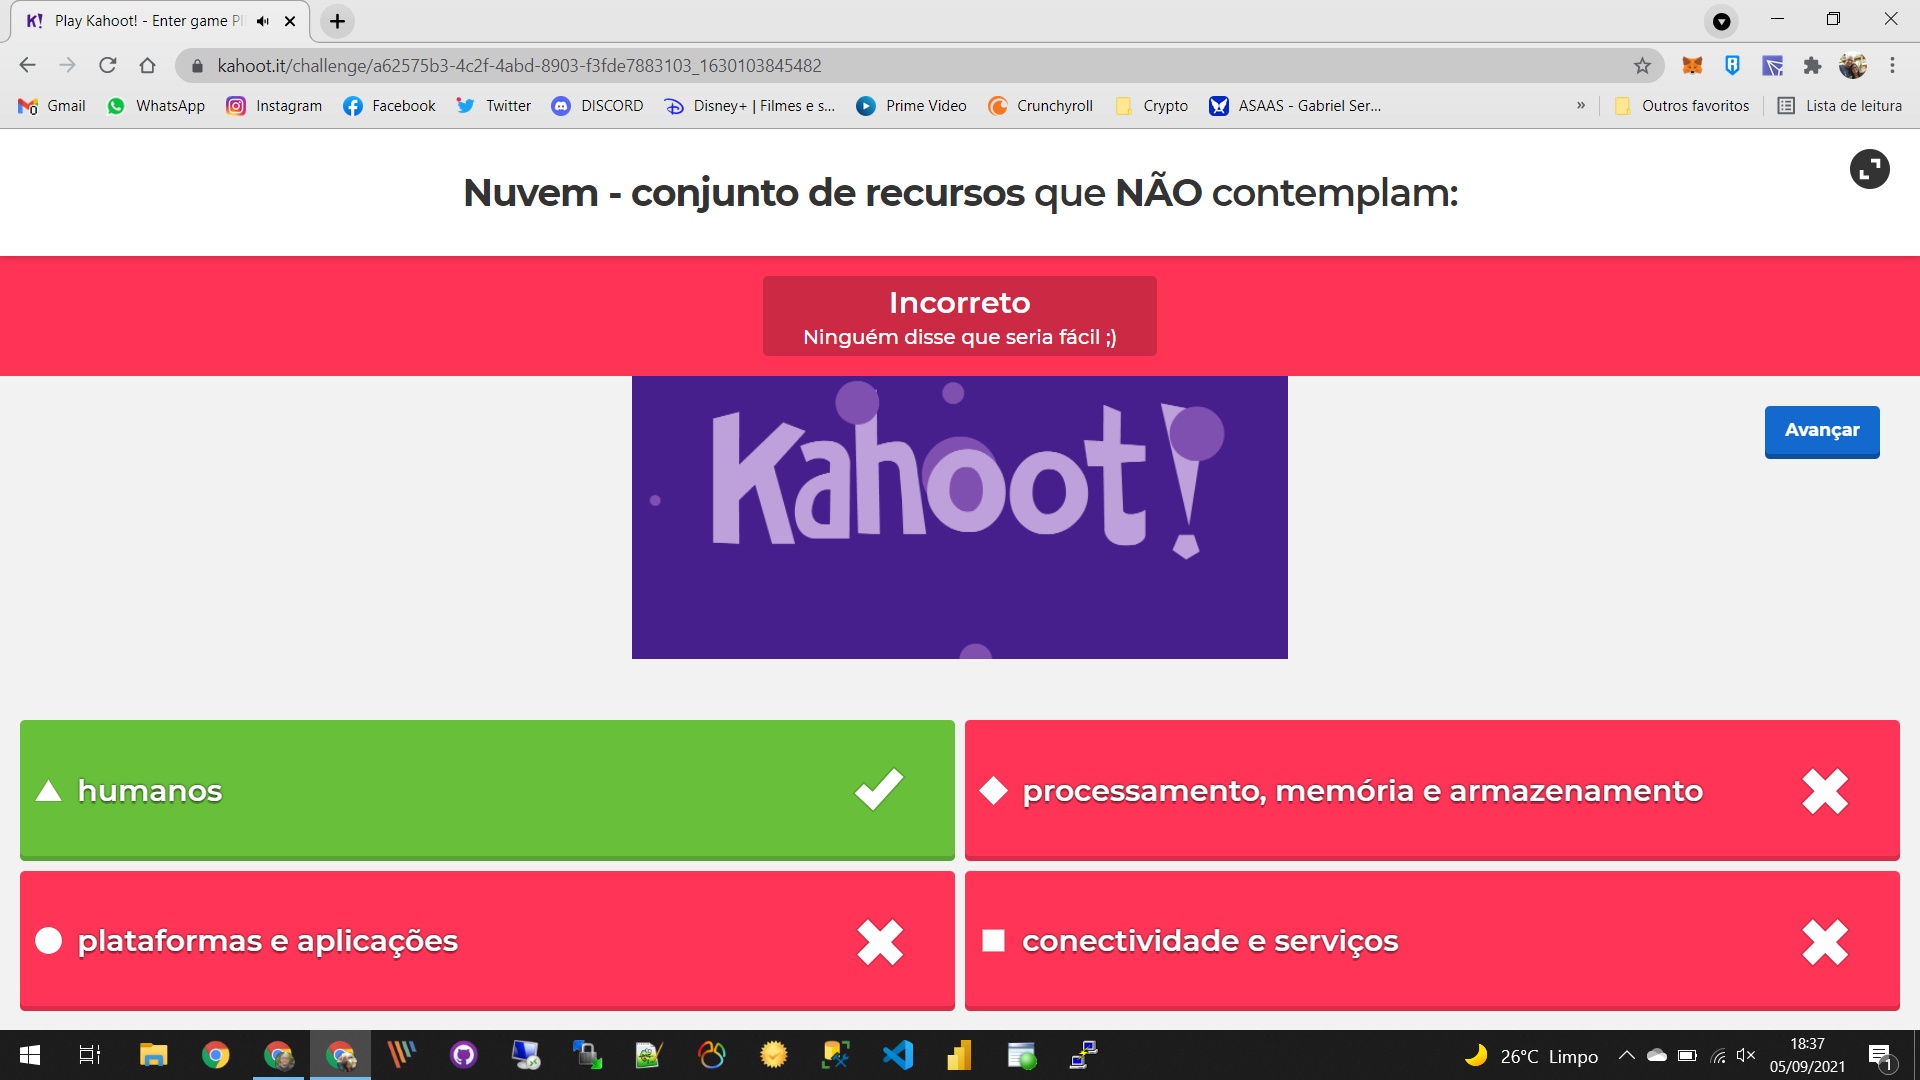 Play Kahoot! - Enter game
kahoot.it/challenge/a62575b3-4c2f-4abd-8903-f3fde7883103_1630103845482
Gmail WhatsApp Instagram Facebook Twitter DISCORD Disney+ | Filmes e s... Prime Video Crunchyroll Crypto ASAAS - Gabriel Ser... » Outros favoritos Lista de leitura
Nuvem - conjunto de recursos que NÃO contemplam:
Incorreto
Ninguém disse que seria fácil ;)
Kahoot!
Avançar
humanos
processamento, memória e armazenamento
plataformas e aplicações
conectividade e serviços
26°C Limpo
18:37
05/09/2021
1